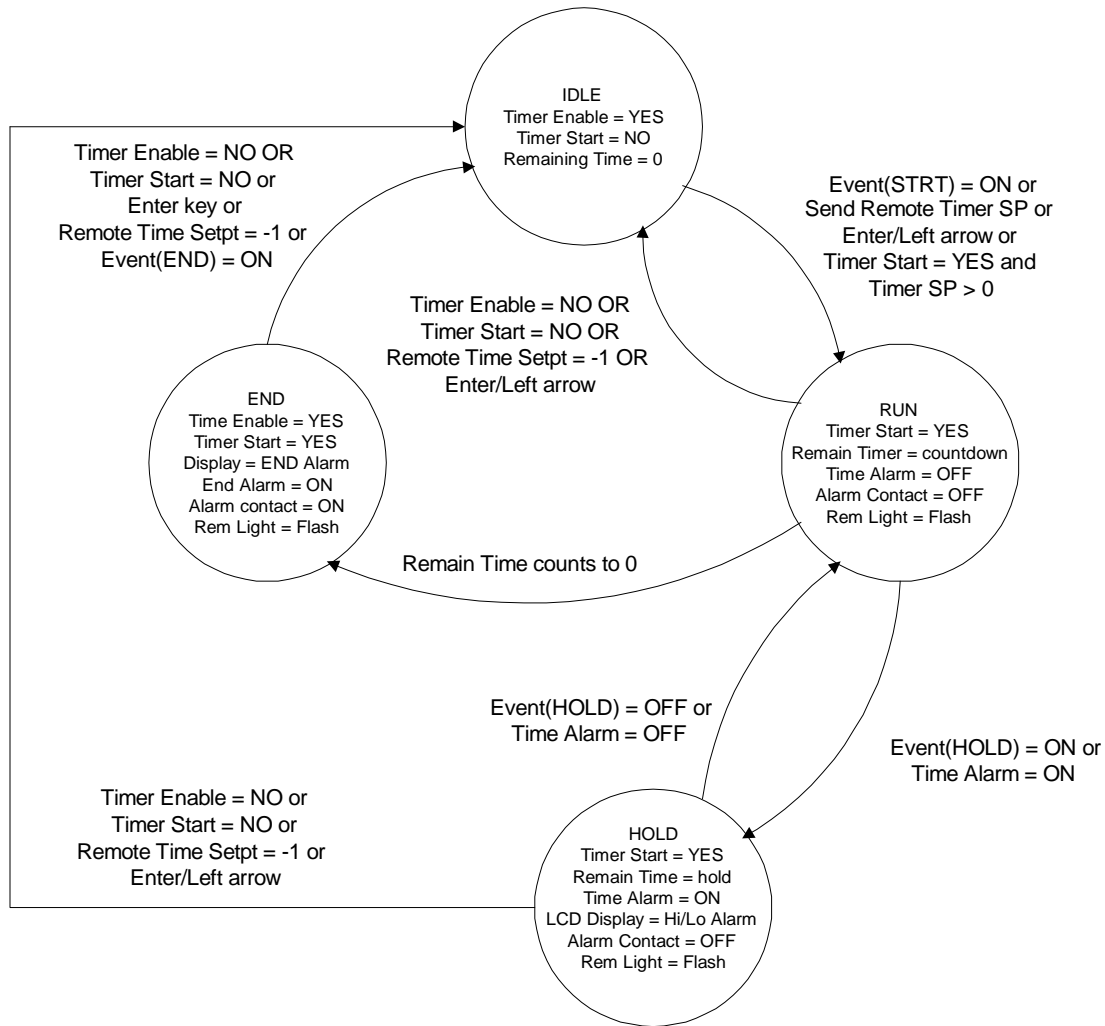 IDLE
Timer Enable = YES
Timer Start = NO
Remaining Time = 0
Timer Enable = NO OR
Timer Start = NO or
Enter key or
Remote Time Setpt = -1 or
Event(END) = ON
Event(STRT) = ON or
Send Remote Timer SP or
Enter/Left arrow or
Timer Start = YES and
Timer SP > 0
Timer Enable = NO OR
Timer Start = NO OR
Remote Time Setpt = -1 OR
Enter/Left arrow
END
Time Enable = YES
Timer Start = YES
Display = END Alarm
End Alarm = ON
Alarm contact = ON
Rem Light = Flash
RUN
Timer Start = YES
Remain Timer = countdown
Time Alarm = OFF
Alarm Contact = OFF
Rem Light = Flash
Remain Time counts to 0
Event(HOLD) = OFF or
Time Alarm = OFF
Event(HOLD) = ON or
Time Alarm = ON
Timer Enable = NO or
Timer Start = NO or
Remote Time Setpt = -1 or
Enter/Left arrow
HOLD
Timer Start = YES
Remain Time = hold
Time Alarm = ON
LCD Display = Hi/Lo Alarm
Alarm Contact = OFF
Rem Light = Flash